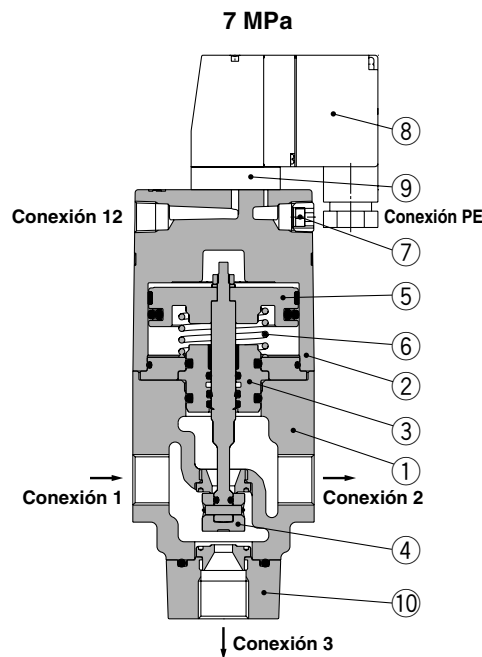 7 MPa
⑧
⑨
Conexión 12
Conexión PE
⑦
⑤
⑥
②
③
①
Conexión 1
Conexión 2
④
⑩
Conexión 3